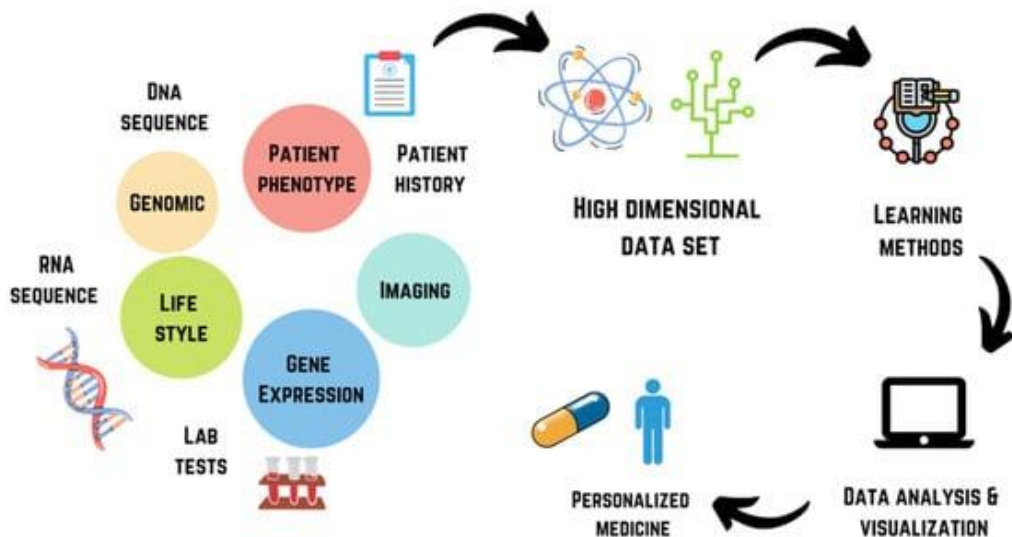 DNA
SEQUENCE
PATIENT
PHENOTYPE
PATIENT
HISTORY
GENOMIC
RNA
SEQUENCE
LIFE
STYLE
IMAGING
GENE
EXPRESSION
LAB
TESTS
HIGH DIMENSIONAL
DATA SET
LEARNING
METHODS
DATA ANALYSIS &
VISUALIZATION
PERSONALIZED
MEDICINE